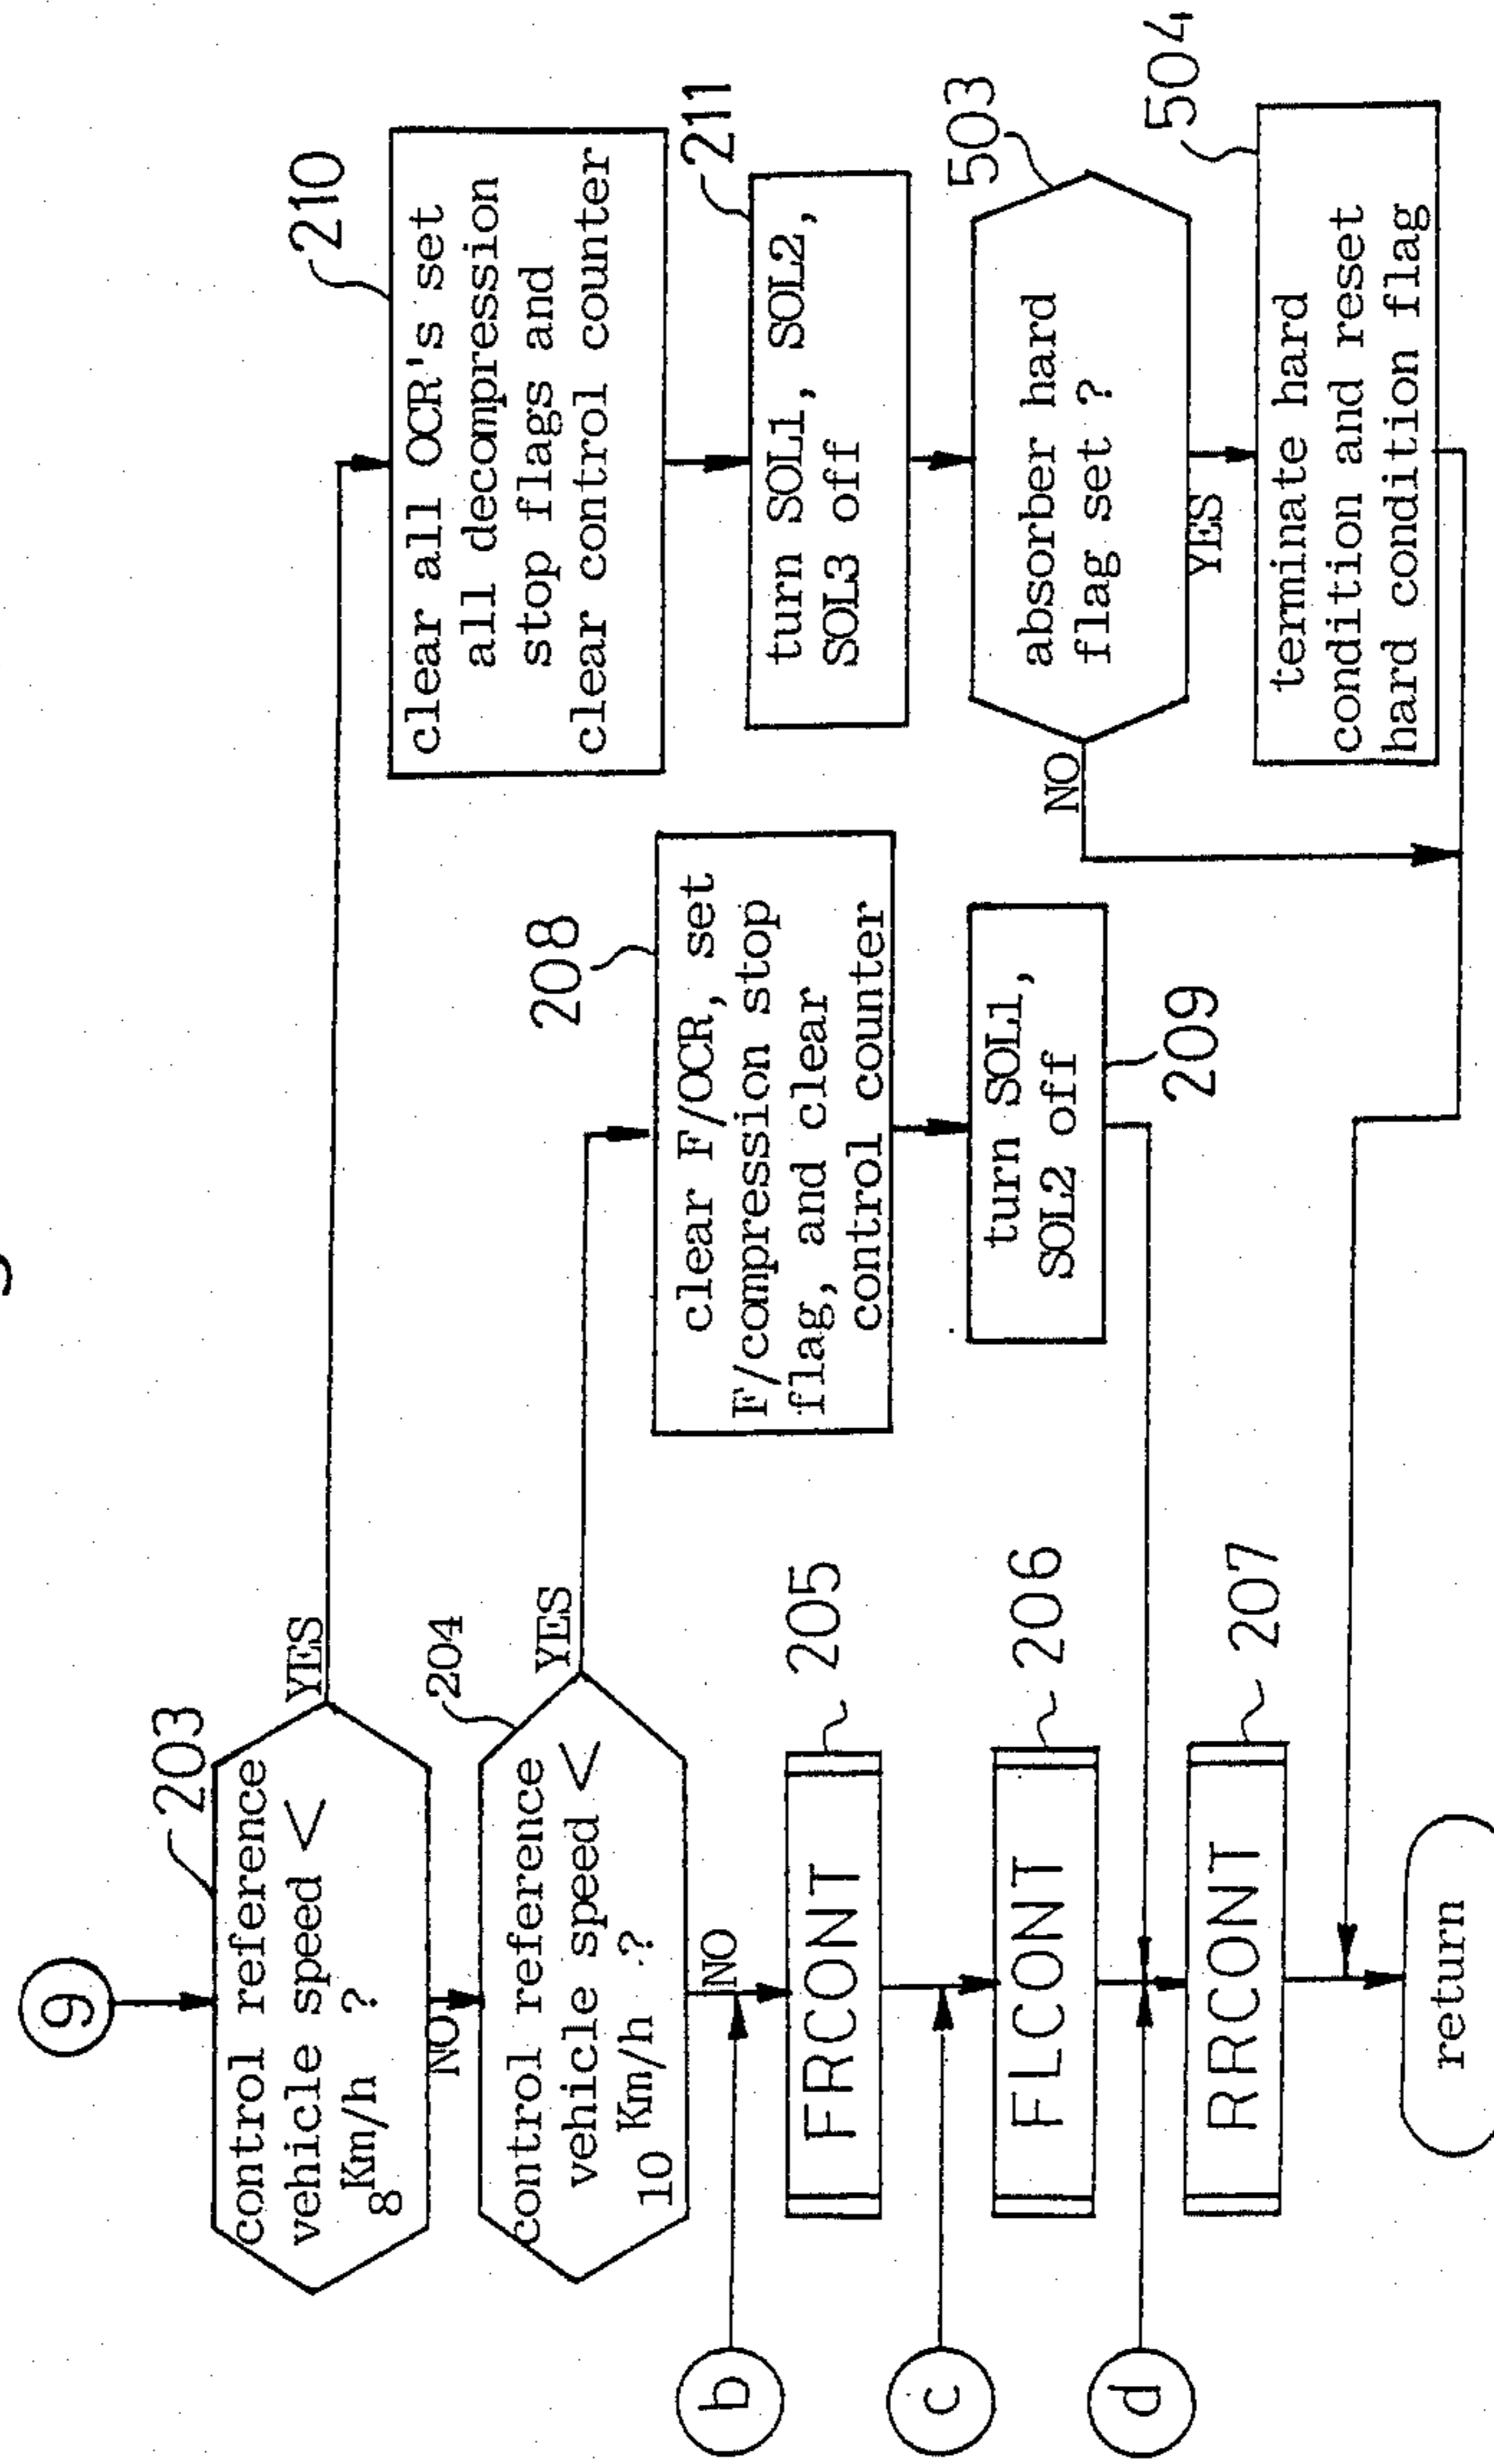 9
203
control reference
vehicle speed <
8 Km/h ?
YES
NO
204
control reference
vehicle speed <
10 Km/h ?
YES
NO
b
FRCONT
205
c
FLCONT
206
d
RRCONT
207
return
208
clear F/OCR, set
F/compression stop
flag, and clear
control counter
turn SOL1,
SOL2 off
209
210
clear all OCR's set
all decompression
stop flags and
clear control counter
211
turn SOL1, SOL2,
SOL3 off
503
absorber hard
flag set ?
NO
YES
504
terminate hard
condition and reset
hard condition flag